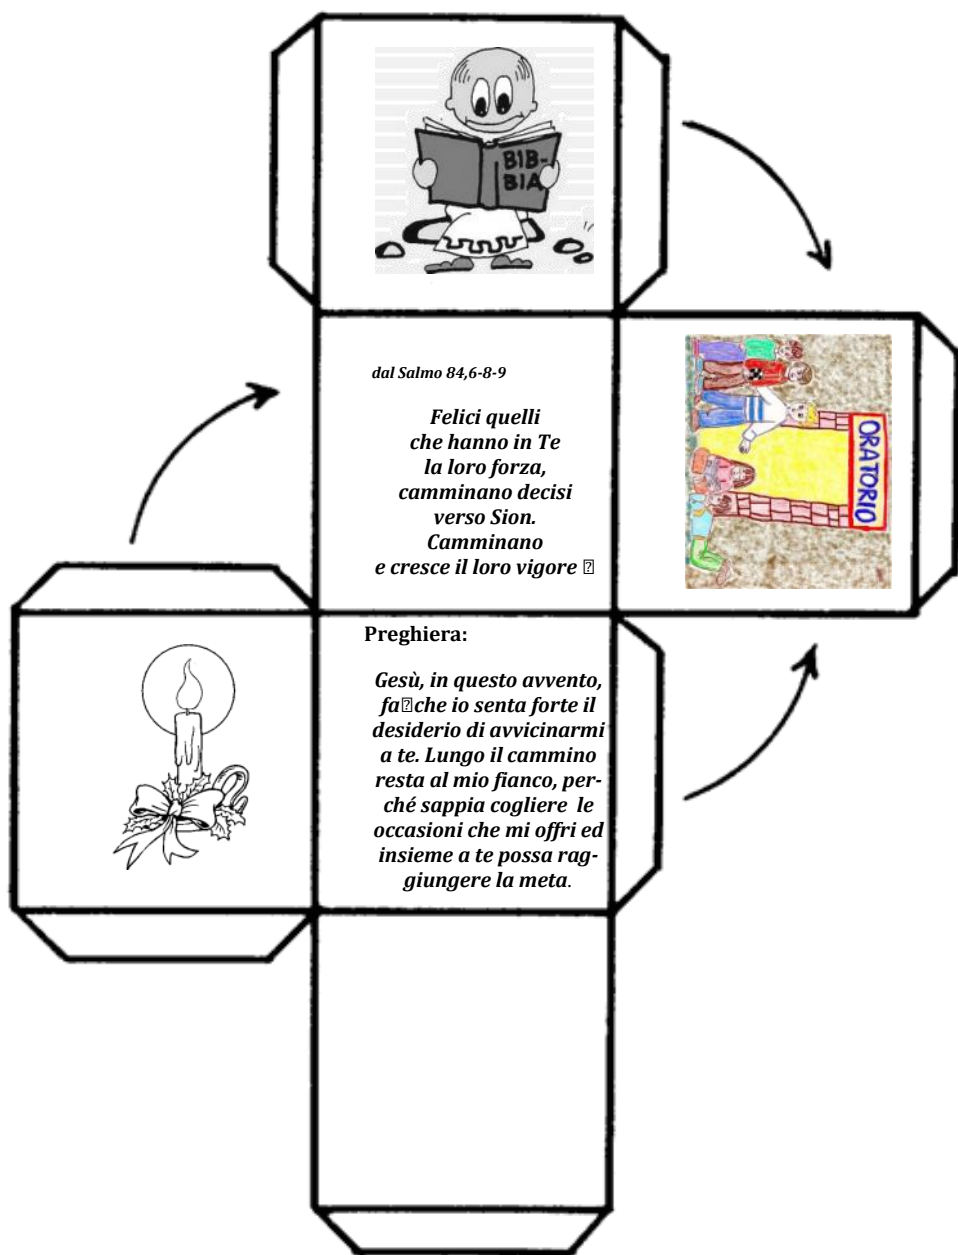 BIB-
BIA
dal Salmo 84,6-8-9
Felici quelli
che hanno in Te
la loro forza,
camminano decisi
verso Sion.
Camminano
e cresce il loro vigore �
ORATORIO
Preghiera:
Gesù, in questo avvento,
fa�che io senta forte il
desiderio di avvicinarmi
a te. Lungo il cammino
resta al mio fianco, per-
ché sappia cogliere le
occasioni che mi offri ed
insieme a te possa rag-
giungere la meta.